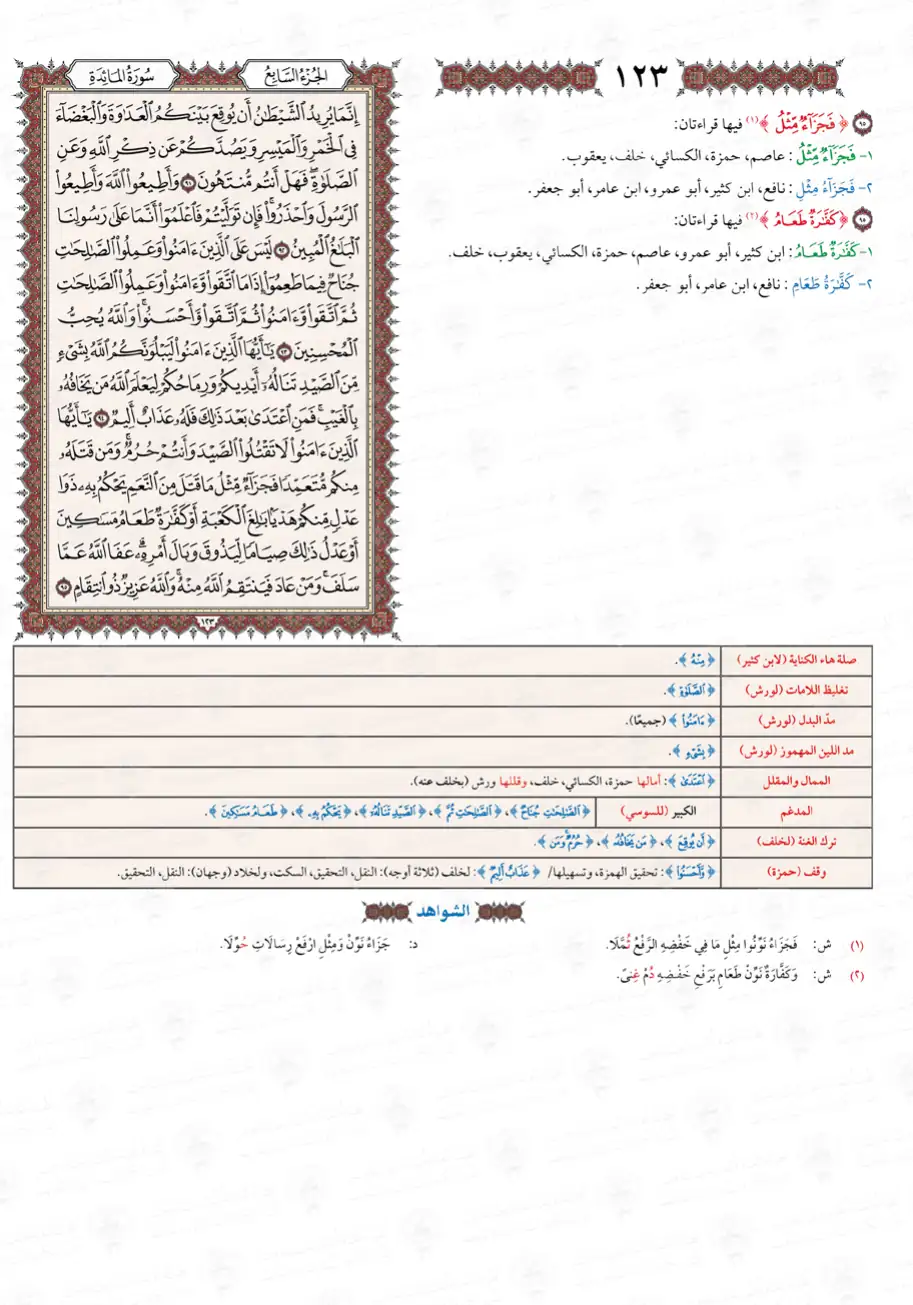 ١٢٣
٩٥ ﴿ فَجَزَآءٌ مِّثْلُ ﴾(١) فيها قراءتان:
١- فَجَزَآءٌ مِّثْلُ : عاصم، حمزة، الكسائي، خلف، يعقوب.
٢- فَجَزَآءُ مِثْلِ : نافع، ابن كثير، أبو عمرو، ابن عامر، أبو جعفر.
٩٥ ﴿كَفَّٰرَةٌ طَعَامُ ﴾(٢) فيها قراءتان:
١-كَفَّٰرَةٌ طَعَامُ: ابن كثير، أبو عمرو، عاصم، حمزة، الكسائي، يعقوب، خلف.
٢- كَفَّٰرَةُ طَعَامِ : نافع، ابن عامر، أبو جعفر.
الجُزءُ السَّابِعُ سُورَةُ المَائِدَةِ
إِنَّمَا يُرِيدُ ٱلشَّيْطَٰنُ أَن يُوقِعَ بَيْنَكُمُ ٱلْعَدَٰوَةَ وَٱلْبَغْضَآءَ
فِى ٱلْخَمْرِ وَٱلْمَيْسِرِ وَيَصُدَّكُمْ عَن ذِكْرِ ٱللَّهِ وَعَنِ
ٱلصَّلَوٰةِ ۖ فَهَلْ أَنتُم مُّنتَهُونَ ٩١ وَأَطِيعُوا۟ ٱللَّهَ وَأَطِيعُوا۟
ٱلرَّسُولَ وَٱحْذَرُوا۟ ۚ فَإِن تَوَلَّيْتُمْ فَٱعْلَمُوٓا۟ أَنَّمَا عَلَىٰ رَسُولِنَا
ٱلْبَلَٰغُ ٱلْمُبِينُ ٩٢ لَيْسَ عَلَى ٱلَّذِينَ ءَامَنُوا۟ وَعَمِلُوا۟ ٱلصَّٰلِحَٰتِ
جُنَاحٌ فِيمَا طَعِمُوٓا۟ إِذَا مَا ٱتَّقَوا۟ وَّءَامَنُوا۟ وَعَمِلُوا۟ ٱلصَّٰلِحَٰتِ
ثُمَّ ٱتَّقَوا۟ وَّءَامَنُوا۟ ثُمَّ ٱتَّقَوا۟ وَّأَحْسَنُوا۟ ۗ وَٱللَّهُ يُحِبُّ
ٱلْمُحْسِنِينَ ٩٣ يَٰٓأَيُّهَا ٱلَّذِينَ ءَامَنُوا۟ لَيَبْلُوَنَّكُمُ ٱللَّهُ بِشَىْءٍ
مِّنَ ٱلصَّيْدِ تَنَالُهُۥٓ أَيْدِيكُمْ وَرِمَاحُكُمْ لِيَعْلَمَ ٱللَّهُ مَن يَخَافُهُۥ
بِٱلْغَيْبِ ۚ فَمَنِ ٱعْتَدَىٰ بَعْدَ ذَٰلِكَ فَلَهُۥ عَذَابٌ أَلِيمٌ ٩٤ يَٰٓأَيُّهَا
ٱلَّذِينَ ءَامَنُوا۟ لَا تَقْتُلُوا۟ ٱلصَّيْدَ وَأَنتُمْ حُرُمٌ ۚ وَمَن قَتَلَهُۥ
مِنكُم مُّتَعَمِّدًا فَجَزَآءٌ مِّثْلُ مَا قَتَلَ مِنَ ٱلنَّعَمِ يَحْكُمُ بِهِۦ ذَوَا
عَدْلٍ مِّنكُمْ هَدْيًۢا بَٰلِغَ ٱلْكَعْبَةِ أَوْ كَفَّٰرَةٌ طَعَامُ مَسَٰكِينَ
أَوْ عَدْلُ ذَٰلِكَ صِيَامًا لِّيَذُوقَ وَبَالَ أَمْرِهِۦ ۗ عَفَا ٱللَّهُ عَمَّا
سَلَفَ ۚ وَمَنْ عَادَ فَيَنتَقِمُ ٱللَّهُ مِنْهُ ۗ وَٱللَّهُ عَزِيزٌ ذُو ٱنتِقَامٍ ٩٥
١٢٣
صلة هاء الكناية (لابن كثير) ﴿ مِنْهُ ﴾.
تغليظ اللامات (لورش) ﴿ ٱلصَّلَوٰةِ ﴾.
مدّ البدل (لورش) ﴿ ءَامَنُوا۟ ﴾ (جميعًا).
مد اللين المهموز (لورش) ﴿ بِشَىْءٍ ﴾.
الممال والمقلل ﴿ ٱعْتَدَىٰ ﴾: أمالها حمزة، الكسائي، خلف، وقللها ورش (بخلف عنه).
المدغم الكبير (للسوسي) ﴿ ٱلصَّٰلِحَٰتِ جُنَاحٌ ﴾، ﴿ ٱلصَّٰلِحَٰتِ ثُمَّ ﴾، ﴿ ٱلصَّيْدِ تَنَالُهُۥٓ ﴾، ﴿ يَحْكُمُ بِهِۦ ﴾، ﴿ طَعَامُ مَسَٰكِينَ ﴾.
ترك الغنة (لخلف) ﴿ أَن يُوقِعَ ﴾، ﴿ مَن يَخَافُهُۥ ﴾، ﴿ حُرُمٌ ۚ وَمَن ﴾.
وقف (حمزة) ﴿ وَّأَحْسَنُوا۟ ﴾: تحقيق الهمزة، وتسهيلها/ ﴿ عَذَابٌ أَلِيمٌ ﴾: لخلف (ثلاثة أوجه): النقل، التحقيق، السكت، ولخلاد (وجهان): النقل، التحقيق.
الشواهد
(١) ش: فَجَزَاءُ نَوِّنُوا مِثْلِ مَا فِي خَفْضِهِ الرَّفْعُ ثُمَّلَا. د: جَزَاءُ نَوِّنْ وَمِثْلِ ارْفَعْ رِسَالَاتِ حُوِّلَا.
(٢) ش: وَكَفَّارَةٌ نَوِّنْ طَعَامِ بَرَفْعِ خَفْضِهِ دُمْ غِنىً.